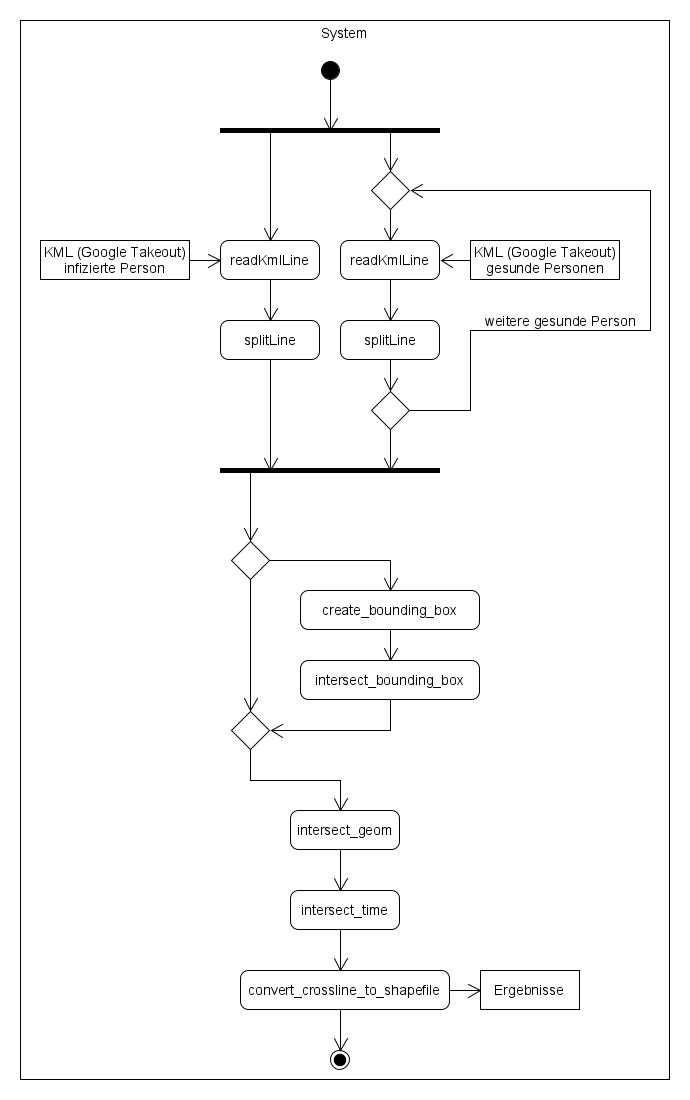 System
KML (Google Takeout)
infizierte Person
readKmlLine
readKmlLine
KML (Google Takeout)
gesunde Personen
splitLine
splitLine
weitere gesunde Person
create_bounding_box
intersect_bounding_box
intersect_geom
intersect_time
convert_crossline_to_shapefile
Ergebnisse